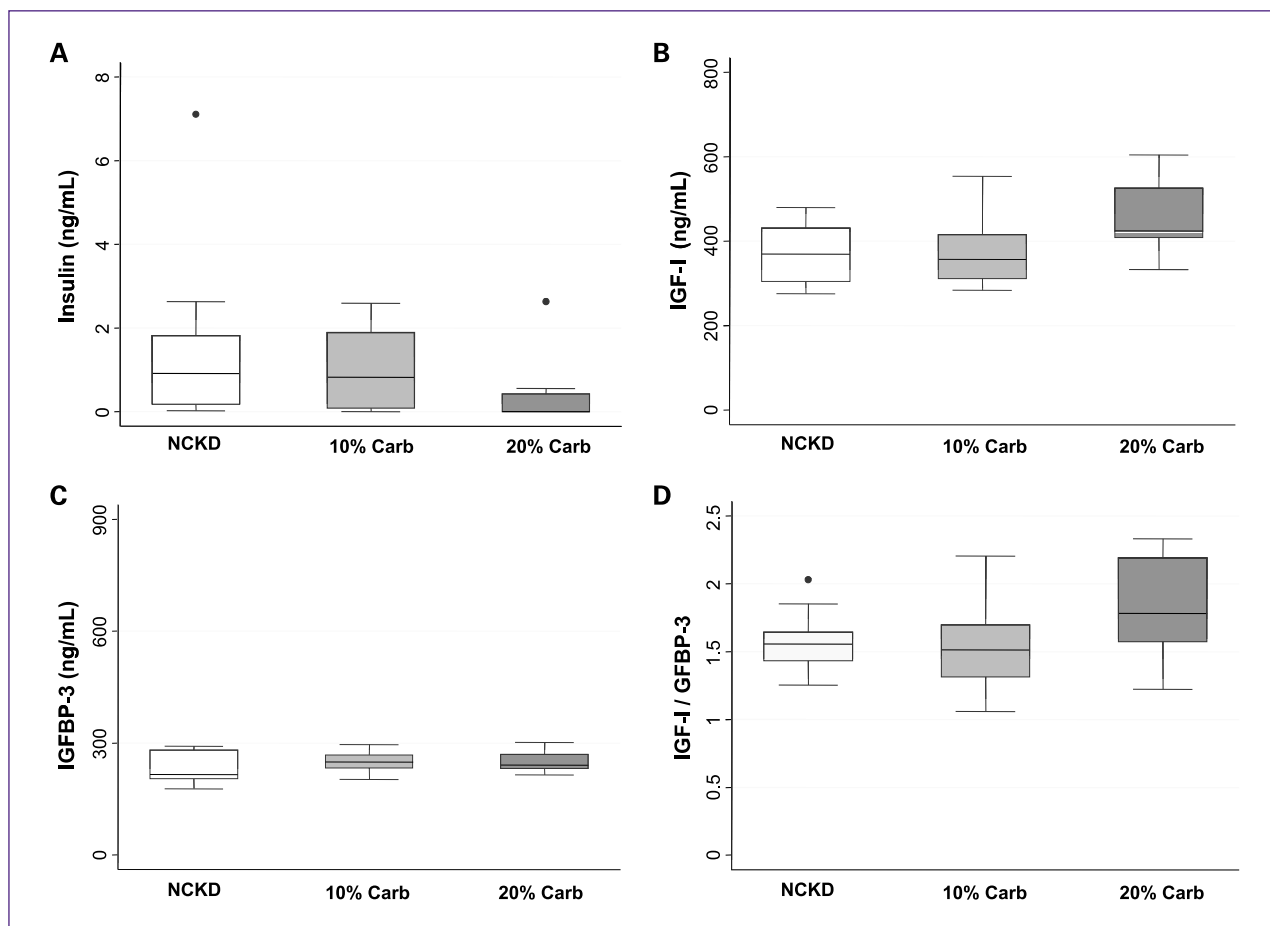 A
Insulin (ng/mL)
8
6
4
2
0
NCKD
10% Carb
20% Carb
B
IGF-I (ng/mL)
800
600
400
200
0
NCKD
10% Carb
20% Carb
C
IGFBP-3 (ng/mL)
900
600
300
0
NCKD
10% Carb
20% Carb
D
IGF-I / GFBP-3
2.5
2
1.5
1
0.5
0
NCKD
10% Carb
20% Carb